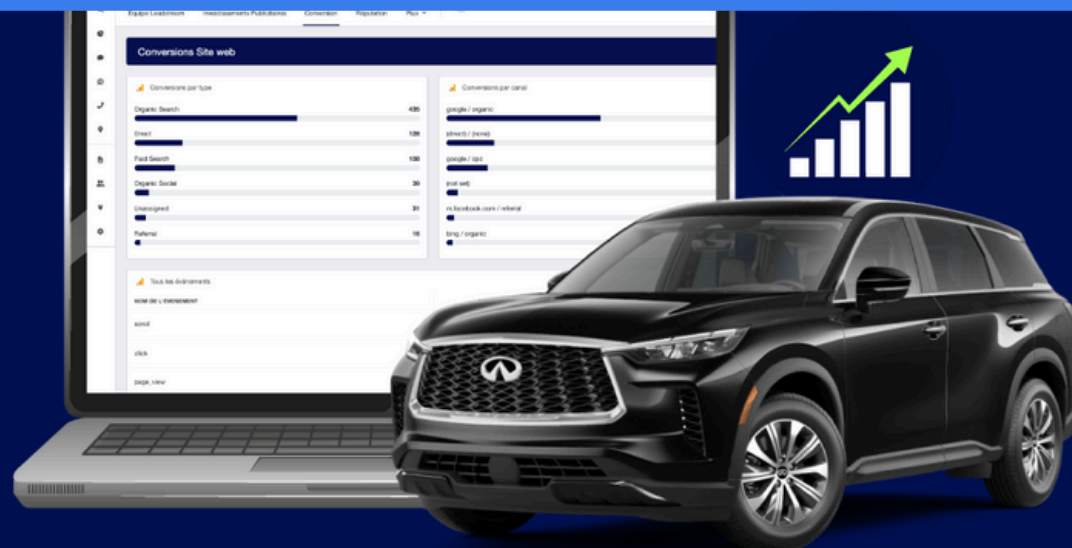 Equipe Leadstream Investissements Publicitaires Conversion Réputation Plus
Conversions Site web
Conversions par type
Conversions par canal
Organic Search 435
google / organic
Direct 128
(direct) / (none)
Paid Search 108
google / cpc
Organic Social 39
(not set)
Unassigned 31
m.facebook.com / referral
Referral 16
bing / organic
Tous les événements
NOM DE L'ÉVÉNEMENT
scroll
click
page_view